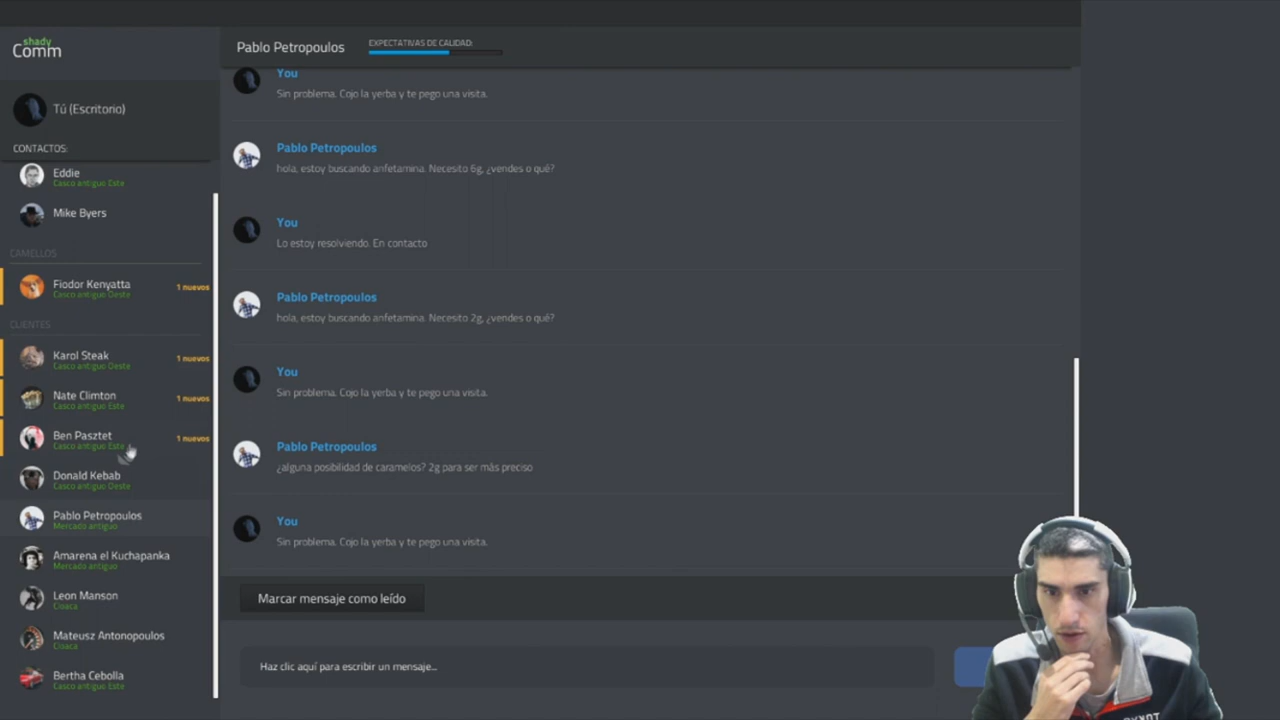 shady
Comm
Tú (Escritorio)
CONTACTOS:
Eddie
Casco antiguo Este
Mike Byers
CAMELLOS
Fiodor Kenyatta
Casco antiguo Oeste
1 nuevos
CLIENTES
Karol Steak
Casco antiguo Oeste
1 nuevos
Nate Climton
Casco antiguo Este
1 nuevos
Ben Pasztet
Casco antiguo Este
1 nuevos
Donald Kebab
Casco antiguo Oeste
Pablo Petropoulos
Mercado antiguo
Amarena el Kuchapanka
Mercado antiguo
Leon Manson
Cloaca
Mateusz Antonopoulos
Cloaca
Bertha Cebolla
Casco antiguo Este
Pablo Petropoulos
EXPECTATIVAS DE CALIDAD:
You
Sin problema. Cojo la yerba y te pego una visita.
Pablo Petropoulos
hola, estoy buscando anfetamina. Necesito 6g, ¿vendes o qué?
You
Lo estoy resolviendo. En contacto
Pablo Petropoulos
hola, estoy buscando anfetamina. Necesito 2g, ¿vendes o qué?
You
Sin problema. Cojo la yerba y te pego una visita.
Pablo Petropoulos
¿alguna posibilidad de caramelos? 2g para ser más preciso
You
Sin problema. Cojo la yerba y te pego una visita.
Marcar mensaje como leído
Haz clic aquí para escribir un mensaje...